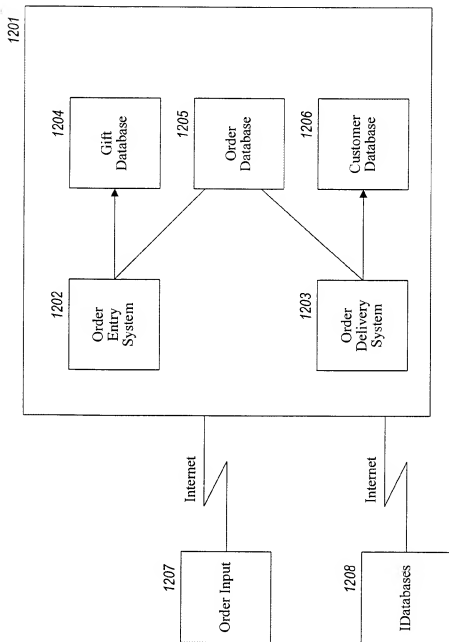 1201
1204
Gift
Database
1205
Order
Database
1206
Customer
Database
1202
Order
Entry
System
1203
Order
Delivery
System
Internet
Internet
1207
Order Input
1208
IDatabases